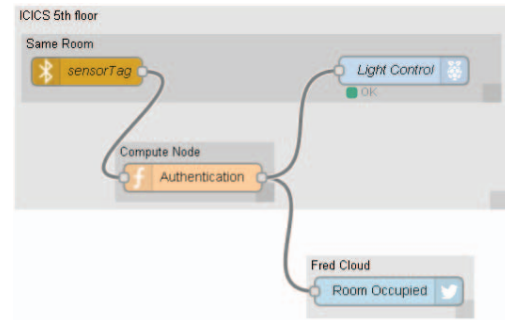 ICICS 5th floor
Same Room
sensorTag
Light Control
OK
Compute Node
Authentication
Fred Cloud
Room Occupied